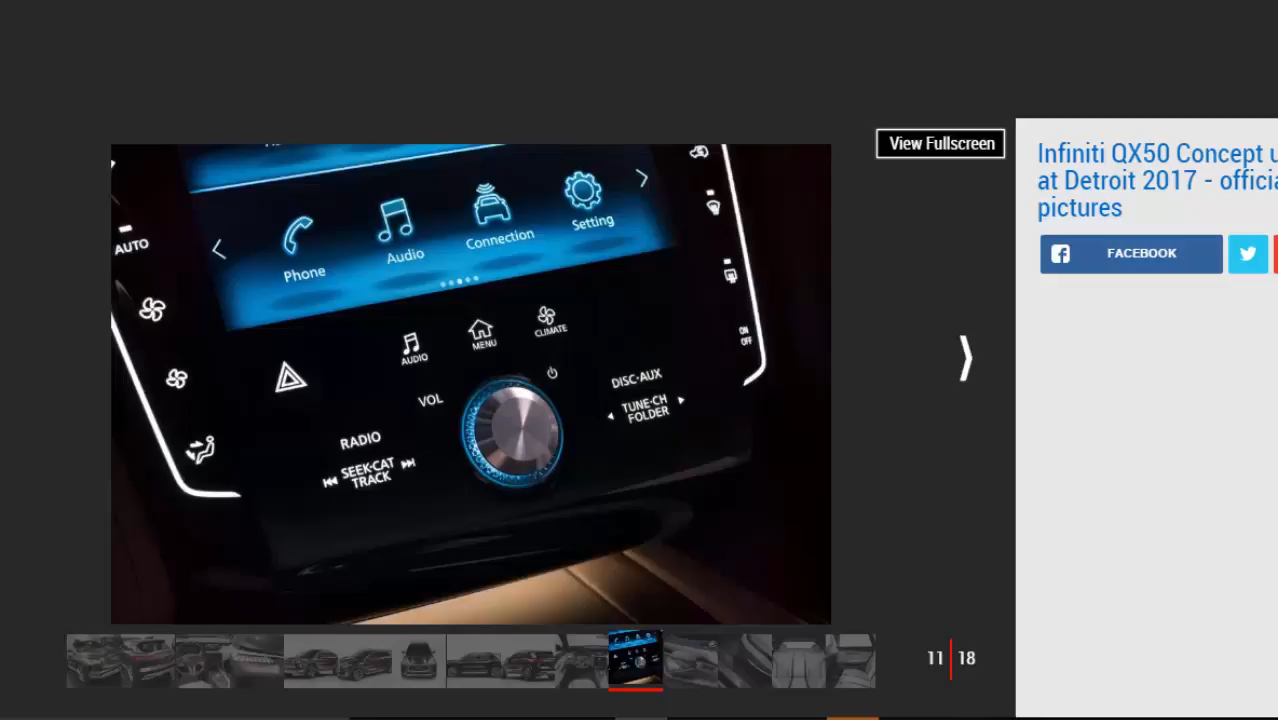 View Fullscreen
Infiniti QX50 Concept
at Detroit 2017 -
pictures
FACEBOOK
AUTO
Phone
Audio
Connection
Setting
ON
OFF
AUDIO
MENU
CLIMATE
VOL
DISC·AUX
TUNE·CH
FOLDER
RADIO
SEEK·CAT
TRACK
11 18